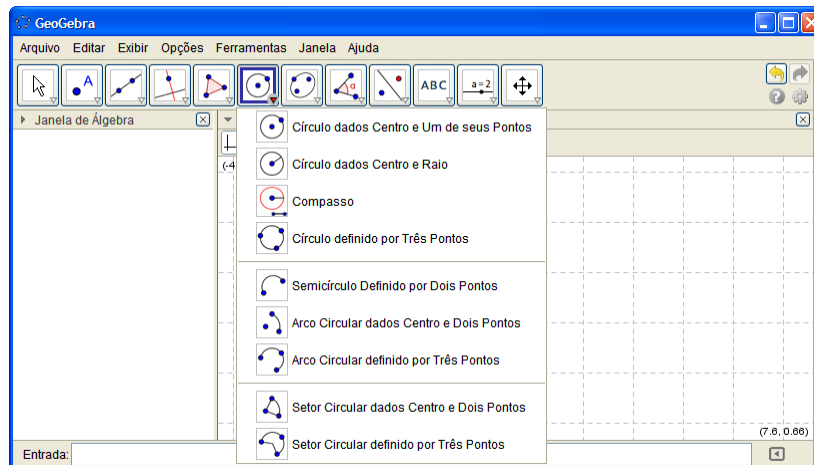 GeoGebra
Arquivo Editar Exibir Opções Ferramentas Janela Ajuda
A α ABC a=2
Janela de Álgebra
Círculo dados Centro e Um de seus Pontos
(-4
Círculo dados Centro e Raio
Compasso
Círculo definido por Três Pontos
Semicírculo Definido por Dois Pontos
Arco Circular dados Centro e Dois Pontos
Arco Circular definido por Três Pontos
Setor Circular dados Centro e Dois Pontos
(7.6, 0.66)
Setor Circular definido por Três Pontos
Entrada: